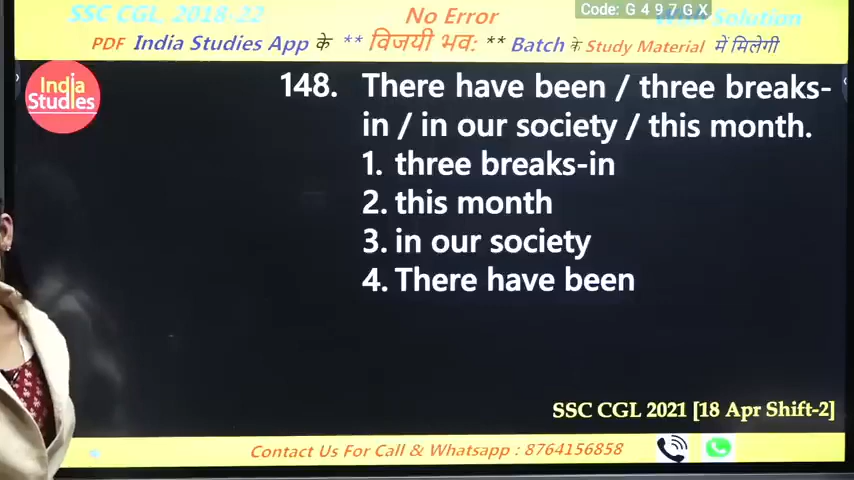 SSC CGL, 2018-22
No Error
Code: G 4 9 7 G X
With Solution
PDF India Studies App के ** विजयी भव: ** Batch के Study Material में मिलेगी
India
Studies
148. There have been / three breaks-
in / in our society / this month.
1. three breaks-in
2. this month
3. in our society
4. There have been
SSC CGL 2021 [18 Apr Shift-2]
Contact Us For Call & Whatsapp : 8764156858